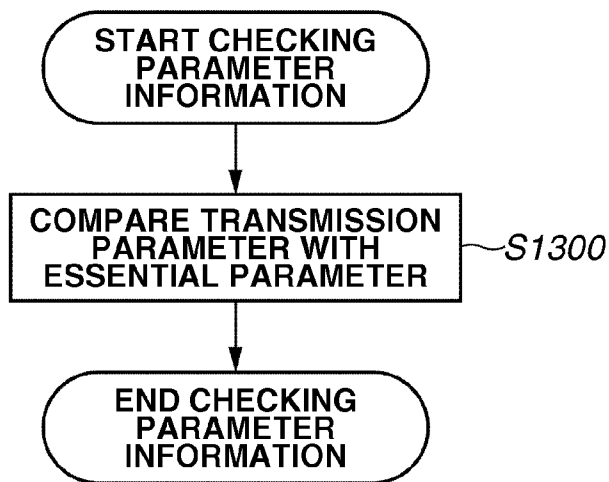 START CHECKING
PARAMETER
INFORMATION
COMPARE TRANSMISSION
PARAMETER WITH
ESSENTIAL PARAMETER
S1300
END CHECKING
PARAMETER
INFORMATION